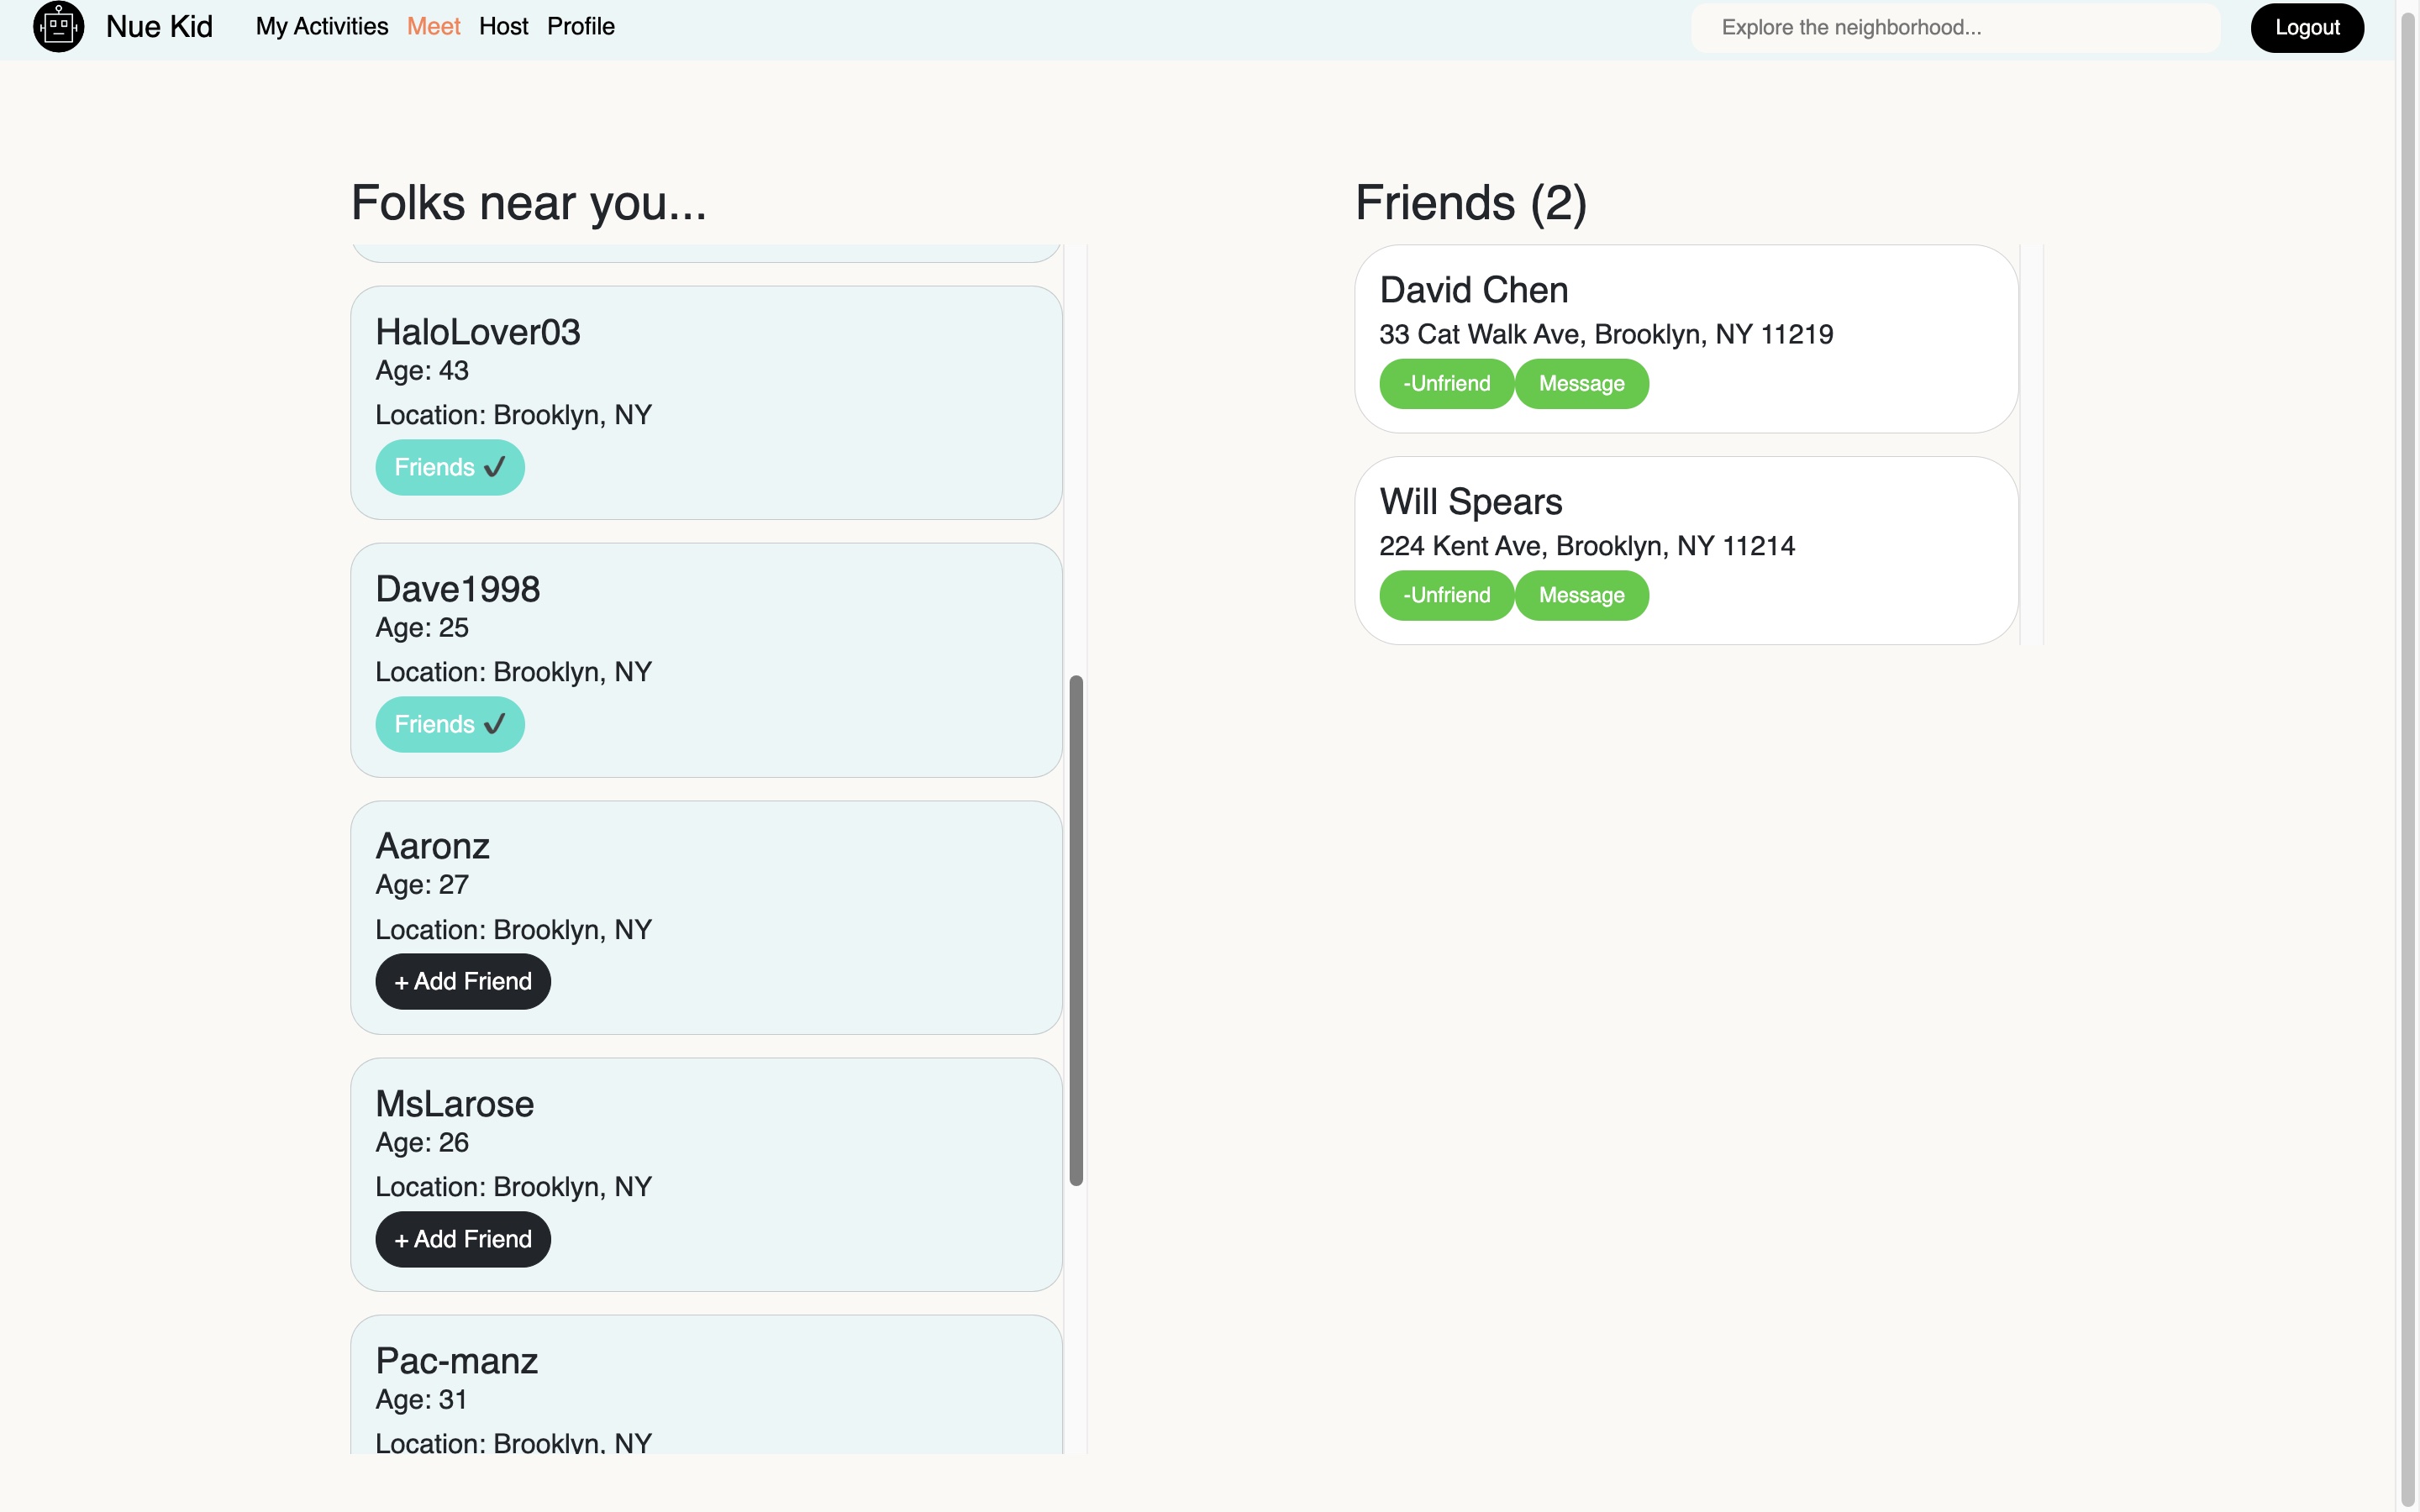 Nue Kid
My Activities Meet Host Profile
Explore the neighborhood...
Logout
Folks near you...
HaloLover03
Age: 43
Location: Brooklyn, NY
Friends ✔
Dave1998
Age: 25
Location: Brooklyn, NY
Friends ✔
Aaronz
Age: 27
Location: Brooklyn, NY
+ Add Friend
MsLarose
Age: 26
Location: Brooklyn, NY
+ Add Friend
Pac-manz
Age: 31
Location: Brooklyn, NY
Friends (2)
David Chen
33 Cat Walk Ave, Brooklyn, NY 11219
-Unfriend Message
Will Spears
224 Kent Ave, Brooklyn, NY 11214
-Unfriend Message